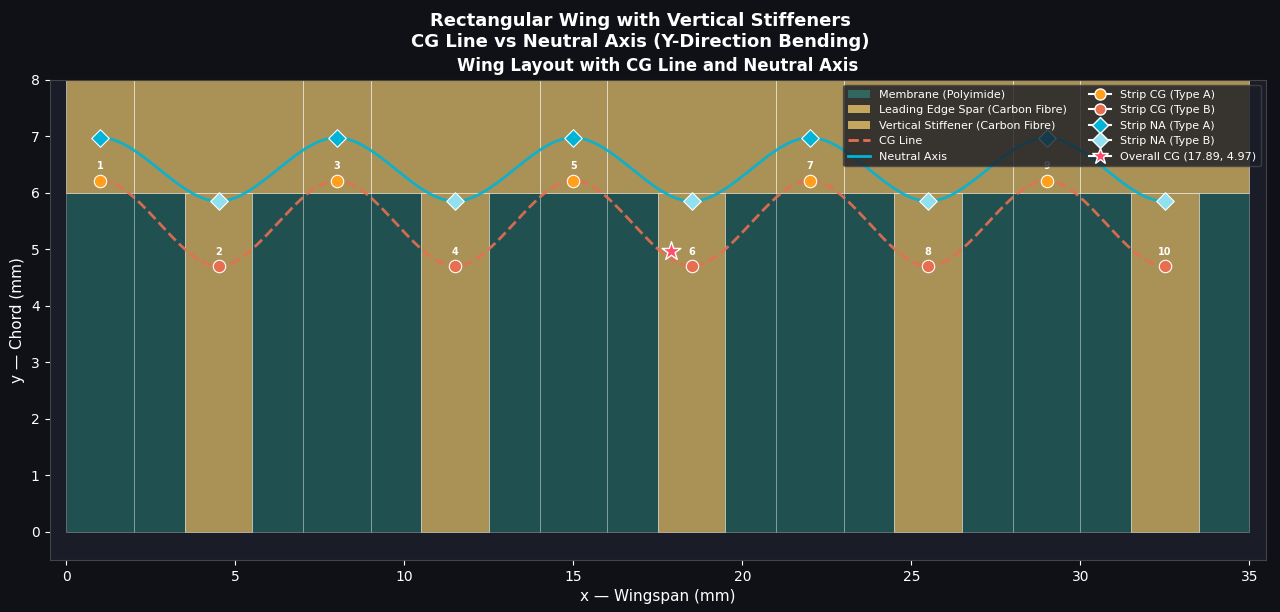 Rectangular Wing with Vertical Stiffeners
CG Line vs Neutral Axis (Y-Direction Bending)
Wing Layout with CG Line and Neutral Axis
Membrane (Polyimide)
Leading Edge Spar (Carbon Fibre)
Vertical Stiffener (Carbon Fibre)
CG Line
Neutral Axis
Strip CG (Type A)
Strip CG (Type B)
Strip NA (Type A)
Strip NA (Type B)
Overall CG (17.89, 4.97)
y — Chord (mm)
8
7
6
5
4
3
2
1
0
1
2
3
4
5
6
7
8
9
10
0
5
10
15
20
25
30
35
x — Wingspan (mm)